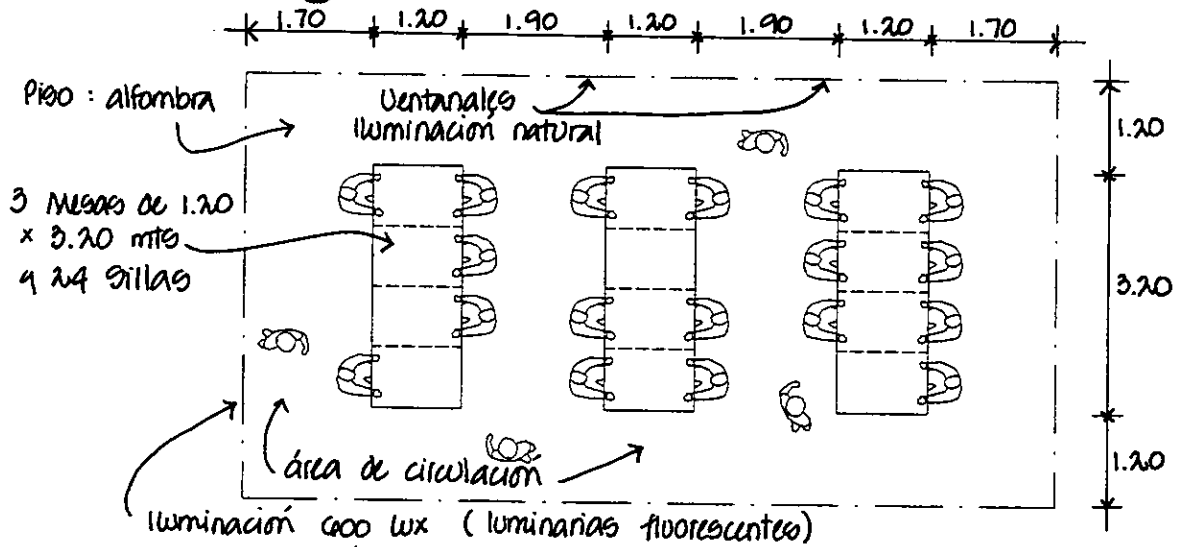 1.70 1.20 1.90 1.20 1.90 1.20 1.70
Piso : alfombra
Ventanales
iluminación natural
1.20
3 Mesas de 1.20
x 3.20 mts
y 24 sillas
3.20
área de circulación
1.20
Iluminación 600 lux (luminarias fluorescentes)